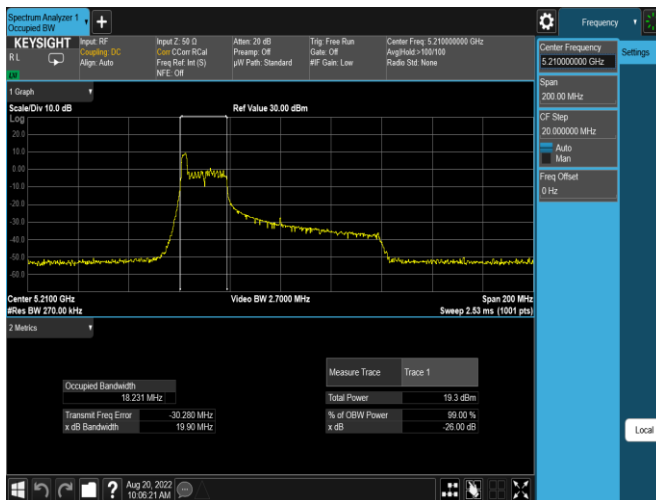 Spectrum Analyzer 1
Occupied BW
Frequency
KEYSIGHT
R L
Input: RF
Coupling: DC
Align: Auto
Input Z: 50 Ω
Corr CCorr RCal
Freq Ref: Int (S)
NFE: Off
Atten: 20 dB
Preamp: Off
µW Path: Standard
Trig: Free Run
Gate: Off
#IF Gain: Low
Center Freq: 5.210000000 GHz
Avg|Hold:>100/100
Radio Std: None
Center Frequency
5.210000000 GHz
Settings
Span
200.00 MHz
CF Step
20.000000 MHz
Auto
Man
Freq Offset
0 Hz
1 Graph
Scale/Div 10.0 dB
Ref Value 30.00 dBm
Log
20.0
10.0
0.00
-10.0
-20.0
-30.0
-40.0
-50.0
-60.0
Center 5.2100 GHz
Video BW 2.7000 MHz
Span 200 MHz
#Res BW 270.00 kHz
Sweep 2.53 ms (1001 pts)
2 Metrics
Measure Trace
Trace 1
Occupied Bandwidth
18.231 MHz
Total Power
19.3 dBm
Transmit Freq Error
-30.280 MHz
% of OBW Power
99.00 %
x dB Bandwidth
19.90 MHz
x dB
-26.00 dB
Local
?
Aug 20, 2022
10:06:21 AM